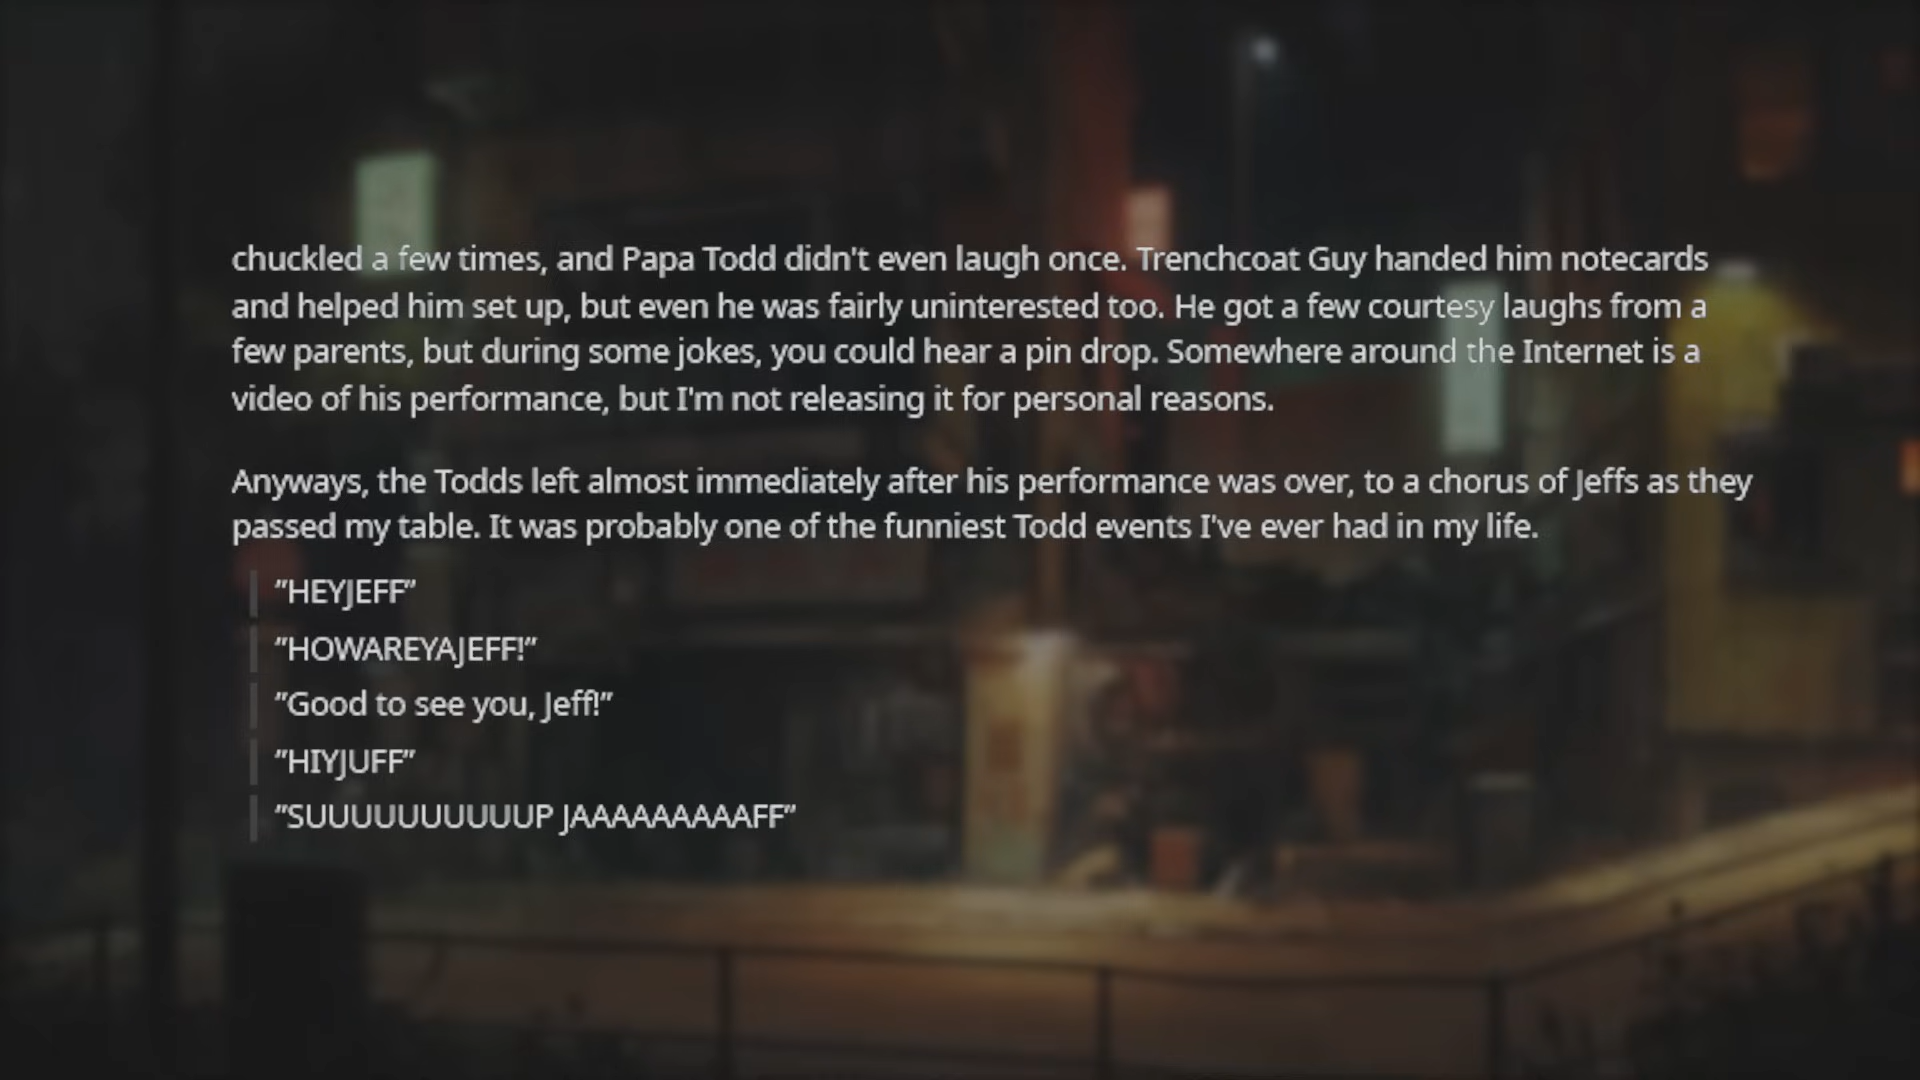 chuckled a few times, and Papa Todd didn't even laugh once. Trenchcoat Guy handed him notecards
and helped him set up, but even he was fairly uninterested too. He got a few courtesy laughs from a
few parents, but during some jokes, you could hear a pin drop. Somewhere around the Internet is a
video of his performance, but I'm not releasing it for personal reasons.
Anyways, the Todds left almost immediately after his performance was over, to a chorus of Jeffs as they
passed my table. It was probably one of the funniest Todd events I've ever had in my life.
"HEYJEFF"
"HOWAREYAJEFF!"
"Good to see you, Jeff!"
"HIYJUFF"
"SUUUUUUUUUUP JAAAAAAAAAFF"